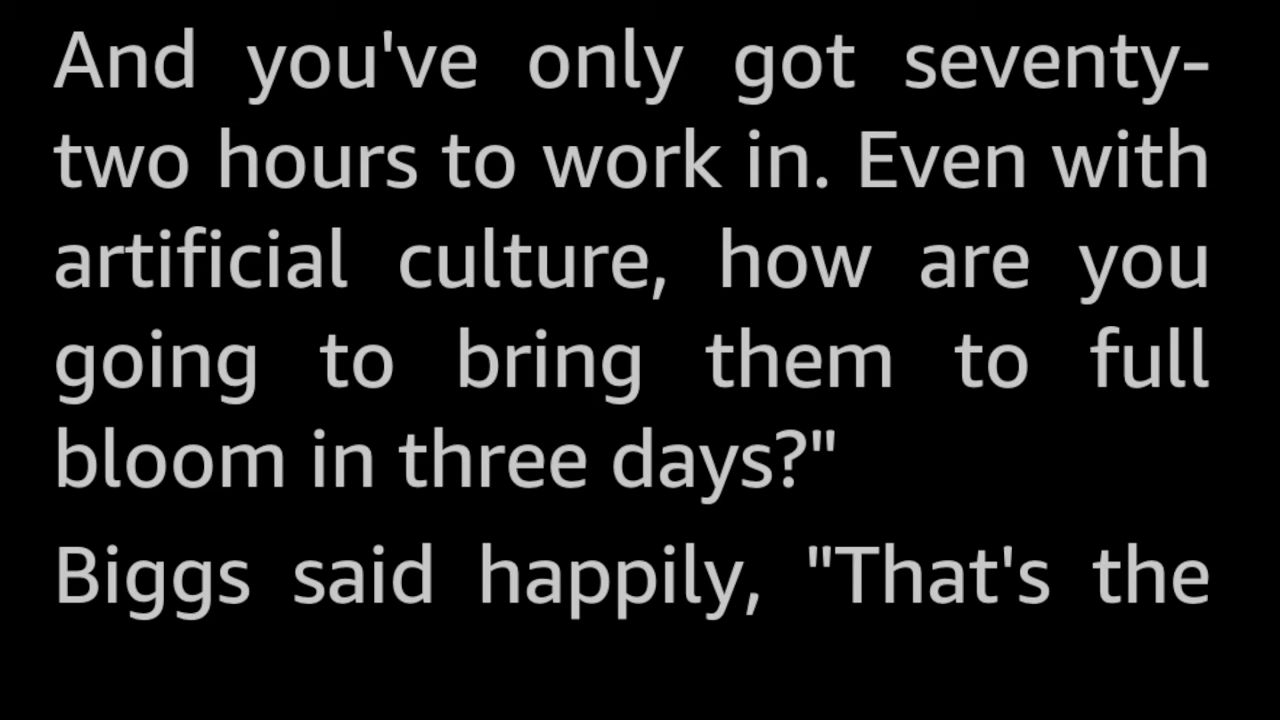 And you've only got seventy-
two hours to work in. Even with
artificial culture, how are you
going to bring them to full
bloom in three days?"
Biggs said happily, "That's the